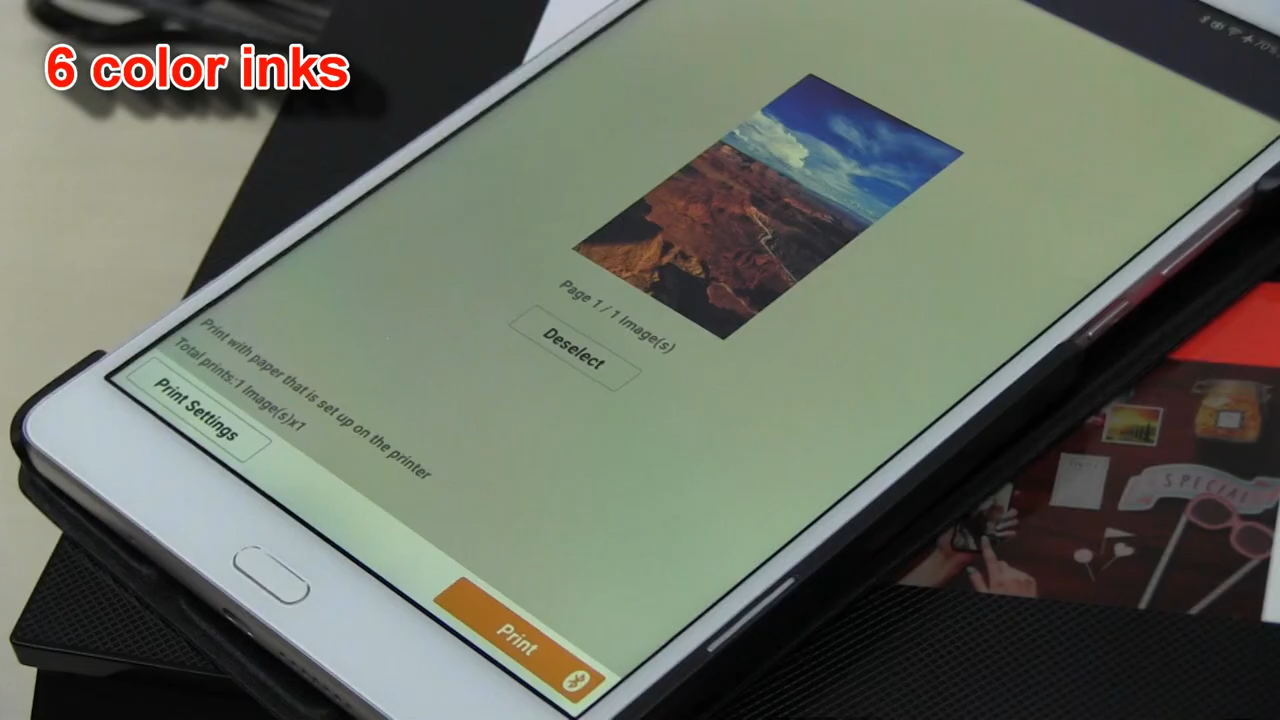 6 color inks
Page 1 / 1 Image(s)
Deselect
Print with paper that is set up on the printer
Total prints:1 Image(s)x1
Print Settings
Print
SPECIAL